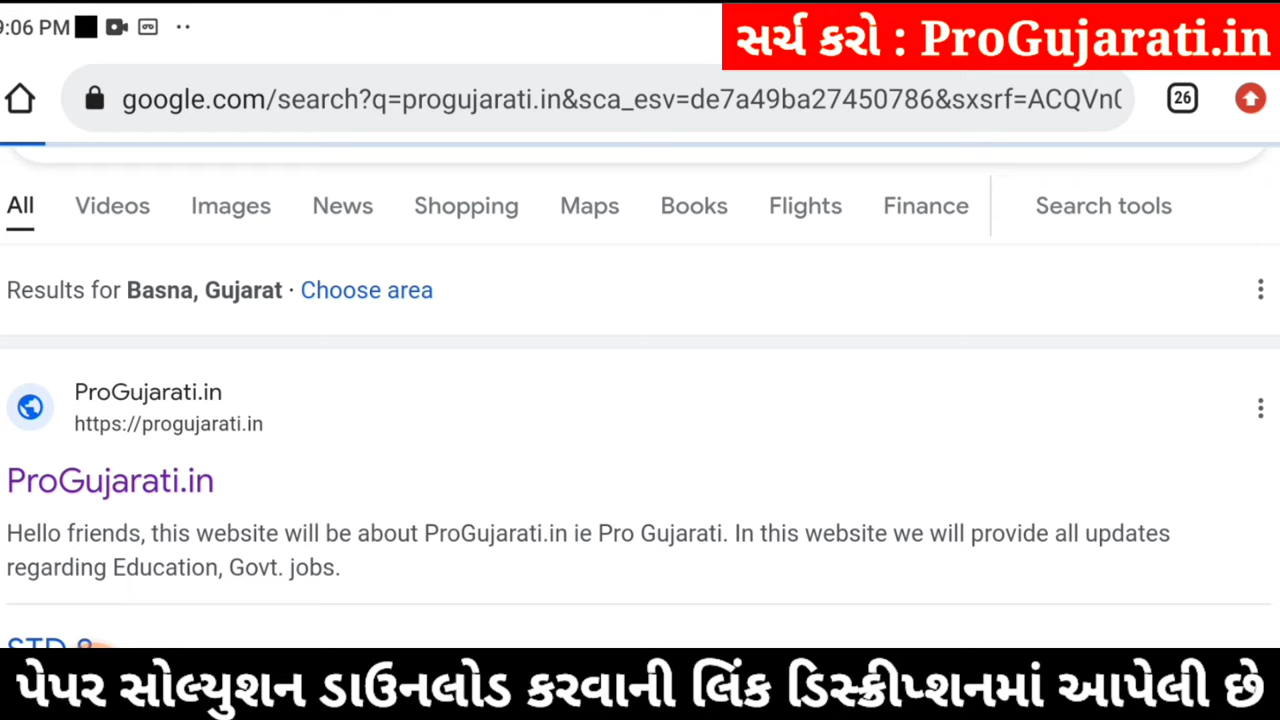 9:06 PM
સર્ચ કરો : ProGujarati.in
google.com/search?q=progujarati.in&sca_esv=de7a49ba27450786&sxsrf=ACQVn0
26
All Videos Images News Shopping Maps Books Flights Finance Search tools
Results for Basna, Gujarat · Choose area
ProGujarati.in
https://progujarati.in
ProGujarati.in
Hello friends, this website will be about ProGujarati.in ie Pro Gujarati. In this website we will provide all updates
regarding Education, Govt. jobs.
STD 8
પેપર સોલ્યુશન ડાઉનલોડ કરવાની લિંક ડિસ્ક્રીપ્શનમાં આપેલી છે